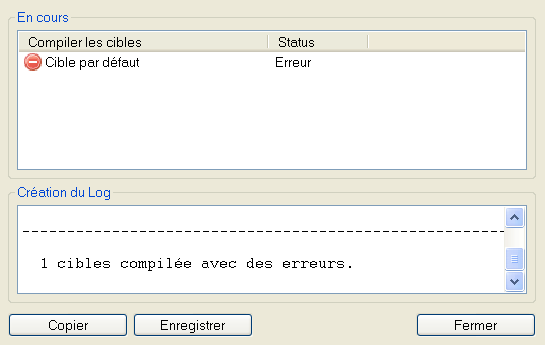 En cours
Compiler les cibles Status
Cible par défaut Erreur
Création du Log
--------------------------------------------------
1 cibles compilée avec des erreurs.
Copier Enregistrer Fermer